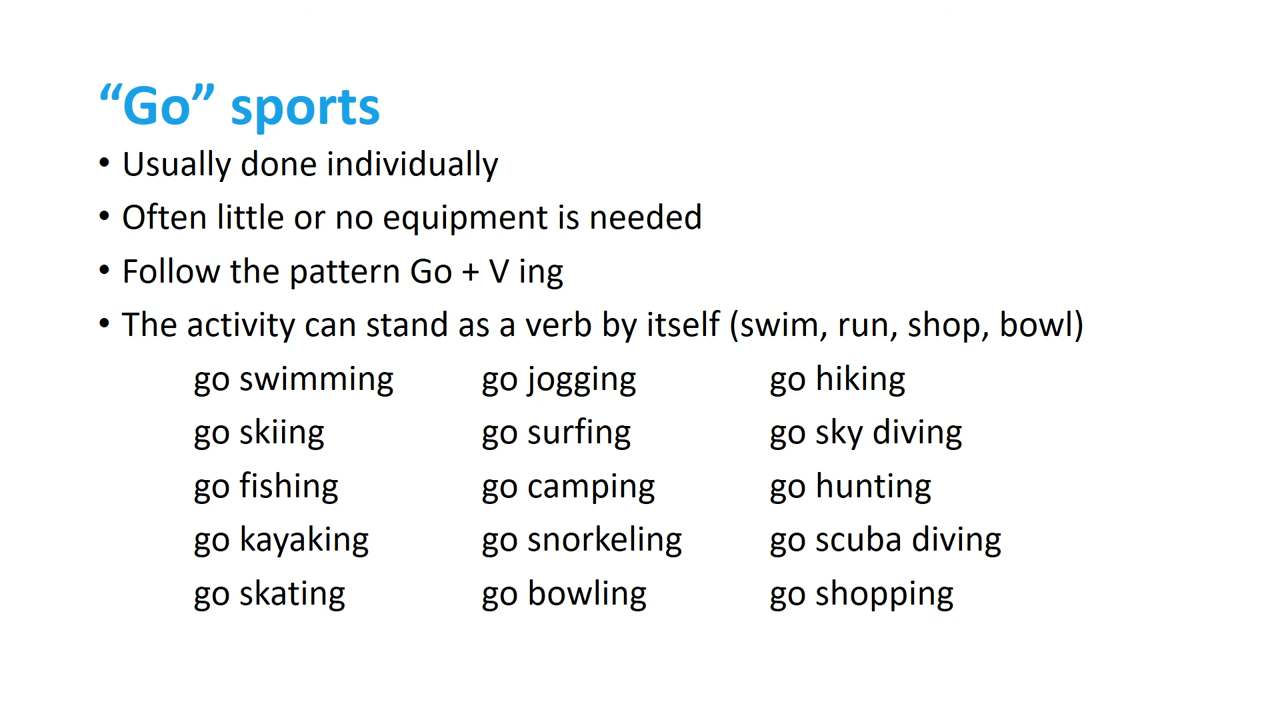 “Go” sports
• Usually done individually
• Often little or no equipment is needed
• Follow the pattern Go + V ing
• The activity can stand as a verb by itself (swim, run, shop, bowl)
go swimming go jogging go hiking
go skiing go surfing go sky diving
go fishing go camping go hunting
go kayaking go snorkeling go scuba diving
go skating go bowling go shopping